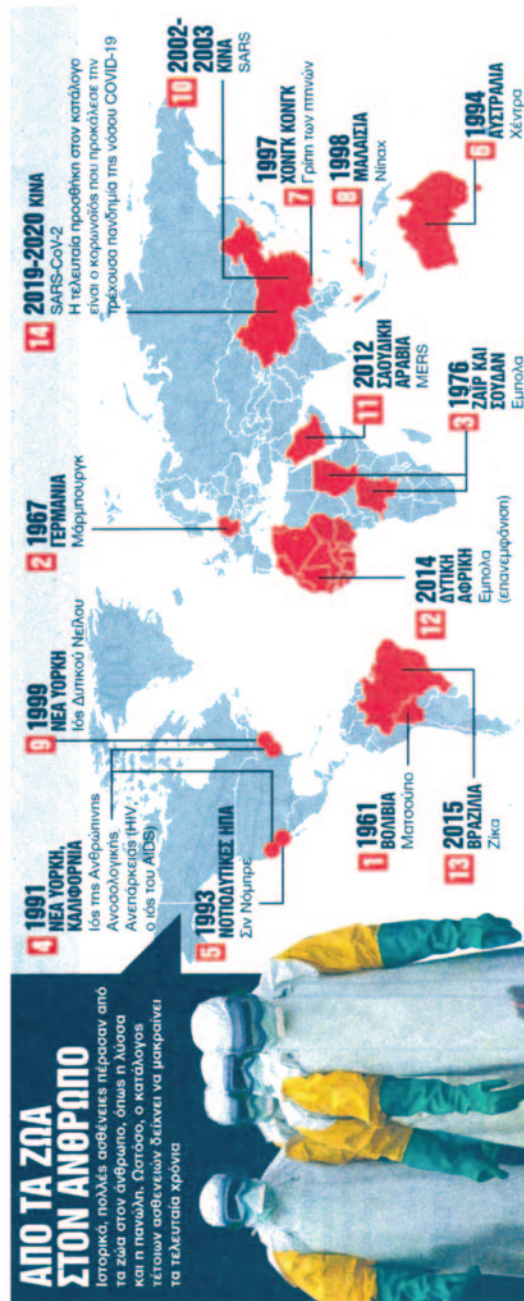 ΑΠΟ ΤΑ ΖΩΑ
ΣΤΟΝ ΑΝΘΡΩΠΟ
Ιστορικά, πολλές ασθένειες πέρασαν από
τα ζώα στον άνθρωπο, όπως η λύσσα
και η πανώλη. Ωστόσο, ο κατάλογος
τέτοιων ασθενειών δείχνει να μακραίνει
τα τελευταία χρόνια
4 1991
ΝΕΑ ΥΟΡΚΗ,
ΚΑΛΙΦΟΡΝΙΑ
Ιός της Ανθρώπινης
Ανοσολογικής
Ανεπάρκειας (HIV,
ο ιός του AIDS)
5 1993
ΝΟΤΙΟΔΥΤΙΚΕΣ ΗΠΑ
Σιν Νόμπρε
1 1961
ΒΟΛΙΒΙΑ
Ματσούπο
13 2015
ΒΡΑΖΙΛΙΑ
Ζίκα
9 1999
ΝΕΑ ΥΟΡΚΗ
Ιός Δυτικού Νείλου
2 1967
ΓΕΡΜΑΝΙΑ
Μάρμπουργκ
12 2014
ΔΥΤΙΚΗ
ΑΦΡΙΚΗ
Εμπολα
(επανεμφάνιση)
11 2012
ΣΑΟΥΔΙΚΗ
ΑΡΑΒΙΑ
MERS
3 1976
ΖΑΪΡ ΚΑΙ
ΣΟΥΔΑΝ
Εμπολα
14 2019-2020 ΚΙΝΑ
SARS-CoV-2
Η τελευταία προσθήκη στον κατάλογο
είναι ο κορωνοϊός που προκάλεσε την
τρέχουσα πανδημία της νόσου COVID-19
10 2002-
2003
ΚΙΝΑ
SARS
7 1997
ΧΟΝΓΚ ΚΟΝΓΚ
Γρίπη των πτηνών
8 1998
ΜΑΛΑΙΣΙΑ
Νίπαχ
6 1994
ΑΥΣΤΡΑΛΙΑ
Χέντρα